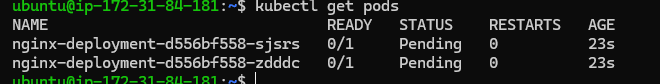 ubuntu@ip-172-31-84-181:~$ kubectl get pods
NAME READY STATUS RESTARTS AGE
nginx-deployment-d556bf558-sjsrs 0/1 Pending 0 23s
nginx-deployment-d556bf558-zdddc 0/1 Pending 0 23s
ubuntu@ip-172-31-84-181:~$